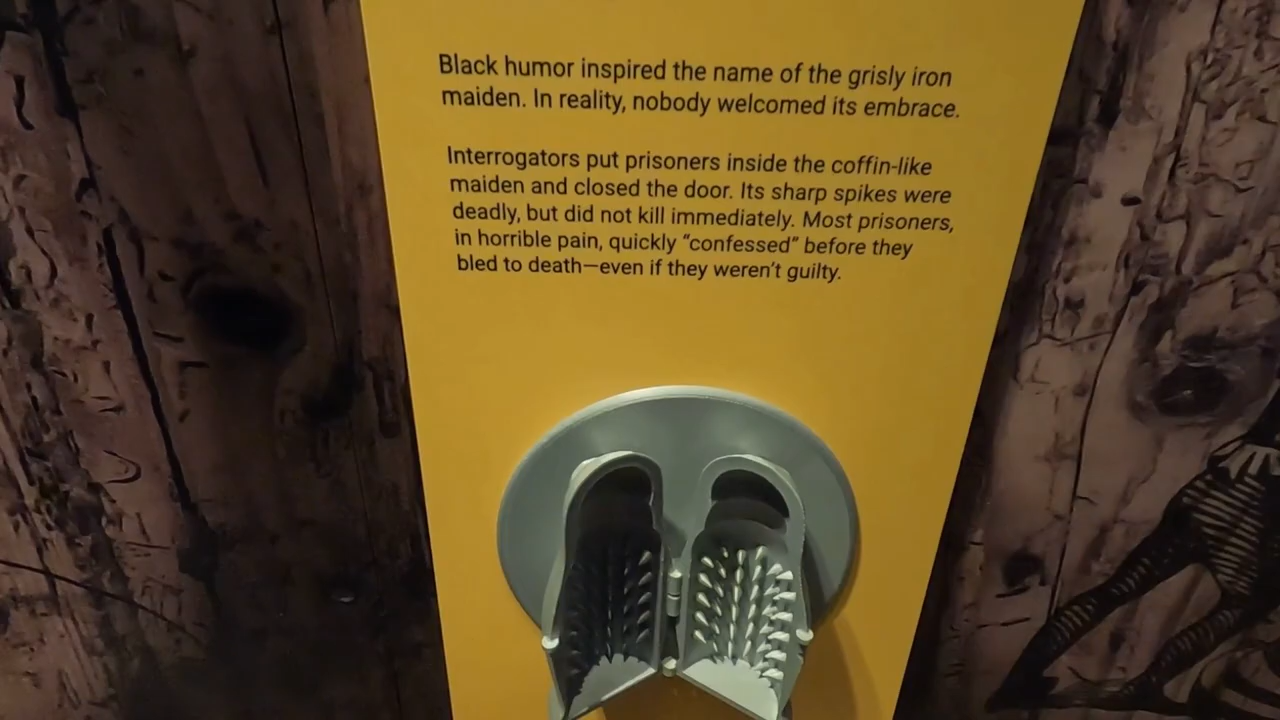 Black humor inspired the name of the grisly iron
maiden. In reality, nobody welcomed its embrace.
Interrogators put prisoners inside the coffin-like
maiden and closed the door. Its sharp spikes were
deadly, but did not kill immediately. Most prisoners,
in horrible pain, quickly “confessed” before they
bled to death—even if they weren’t guilty.